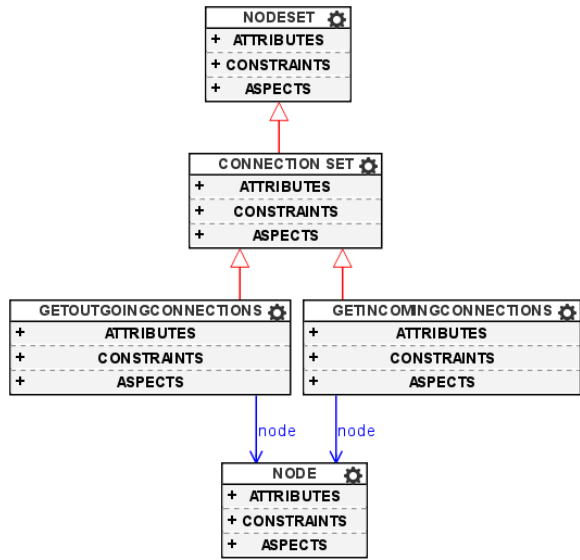 NODESET
+ ATTRIBUTES
+ CONSTRAINTS
+ ASPECTS
CONNECTION SET
+ ATTRIBUTES
+ CONSTRAINTS
+ ASPECTS
GETOUTGOINGCONNECTIONS
+ ATTRIBUTES
+ CONSTRAINTS
+ ASPECTS
GETINCOMINGCONNECTIONS
+ ATTRIBUTES
+ CONSTRAINTS
+ ASPECTS
node
node
NODE
+ ATTRIBUTES
+ CONSTRAINTS
+ ASPECTS